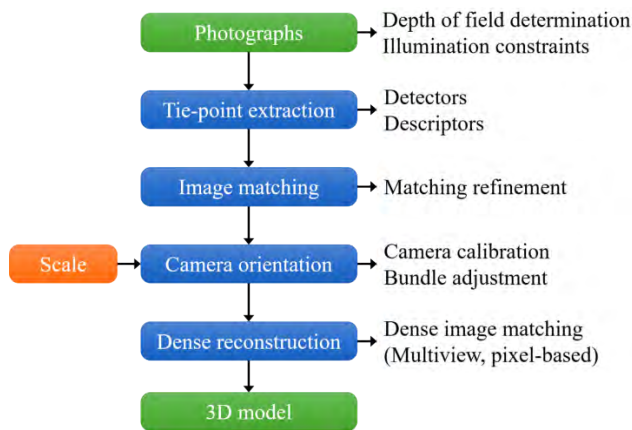 Photographs
Depth of field determination
Illumination constraints
Tie-point extraction
Detectors
Descriptors
Image matching
Matching refinement
Scale
Camera orientation
Camera calibration
Bundle adjustment
Dense reconstruction
Dense image matching
(Multiview, pixel-based)
3D model